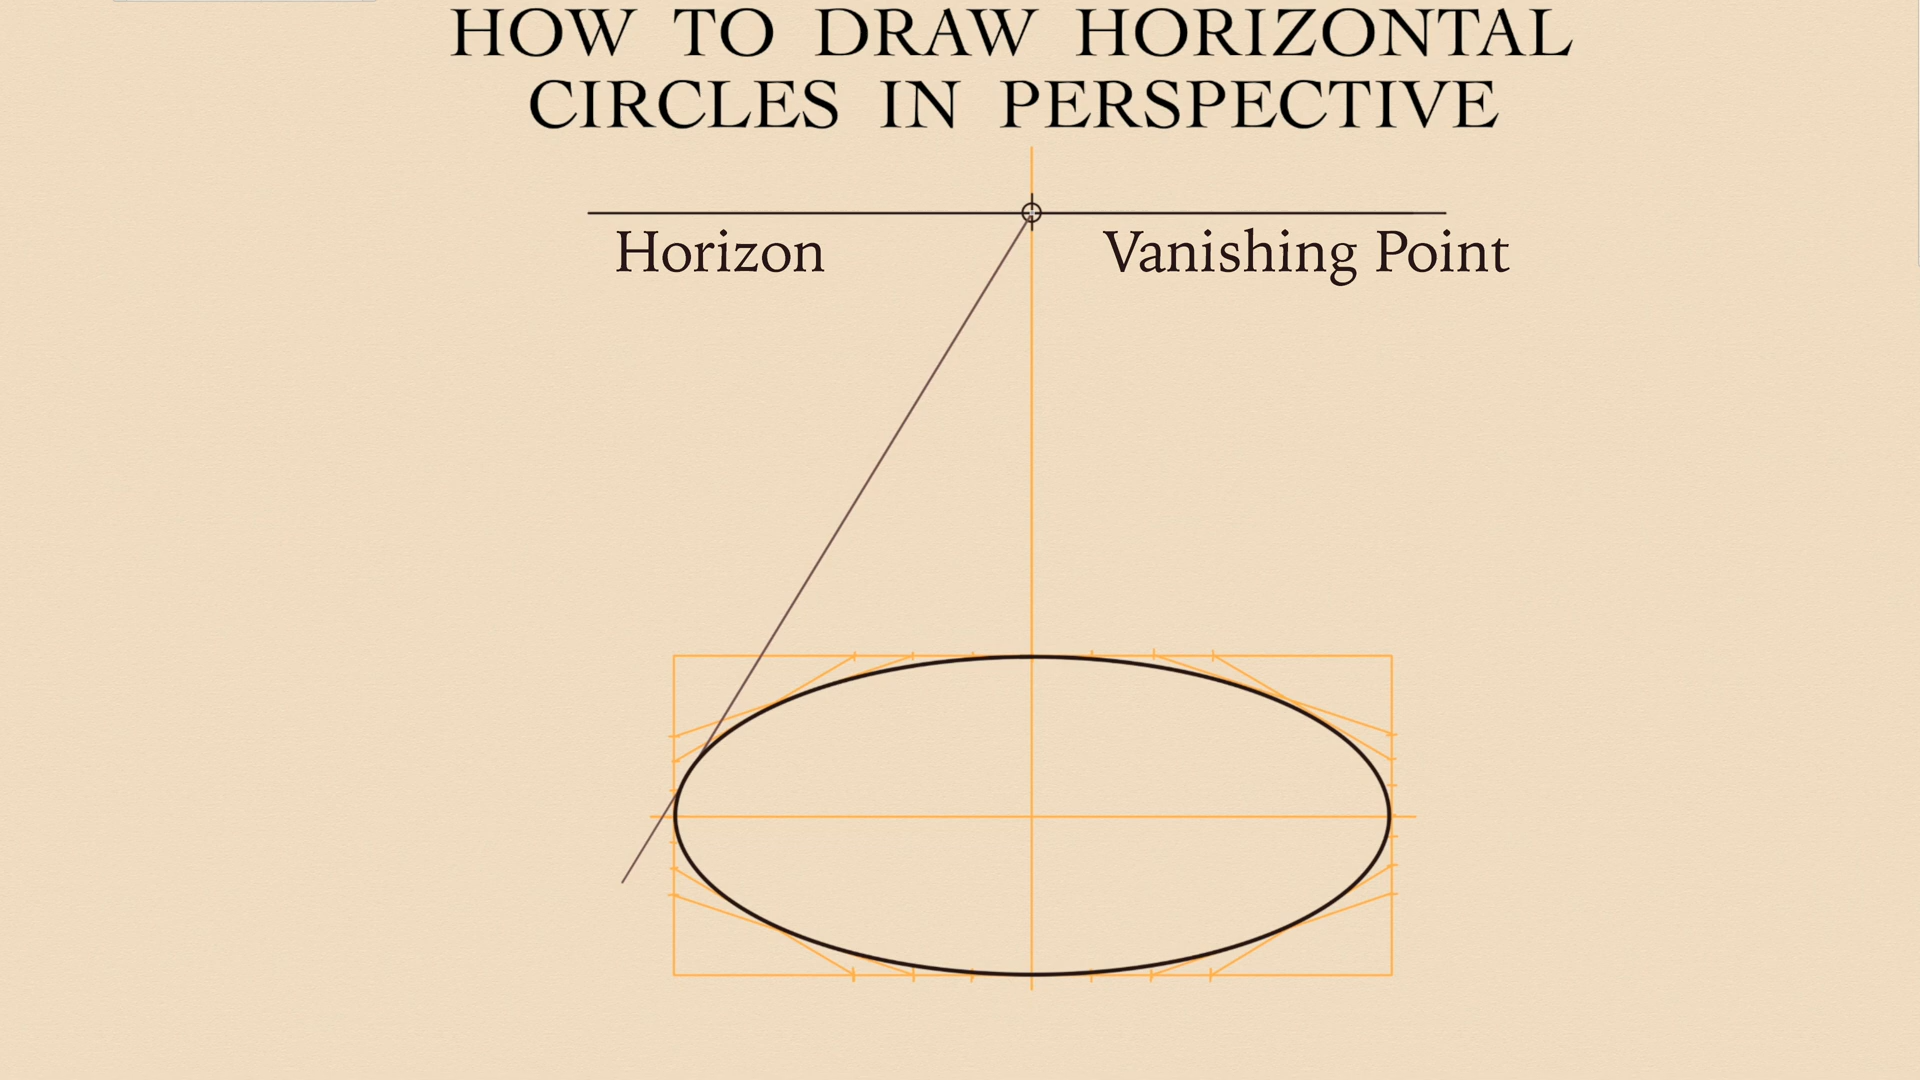 HOW TO DRAW HORIZONTAL
CIRCLES IN PERSPECTIVE
Horizon
Vanishing Point